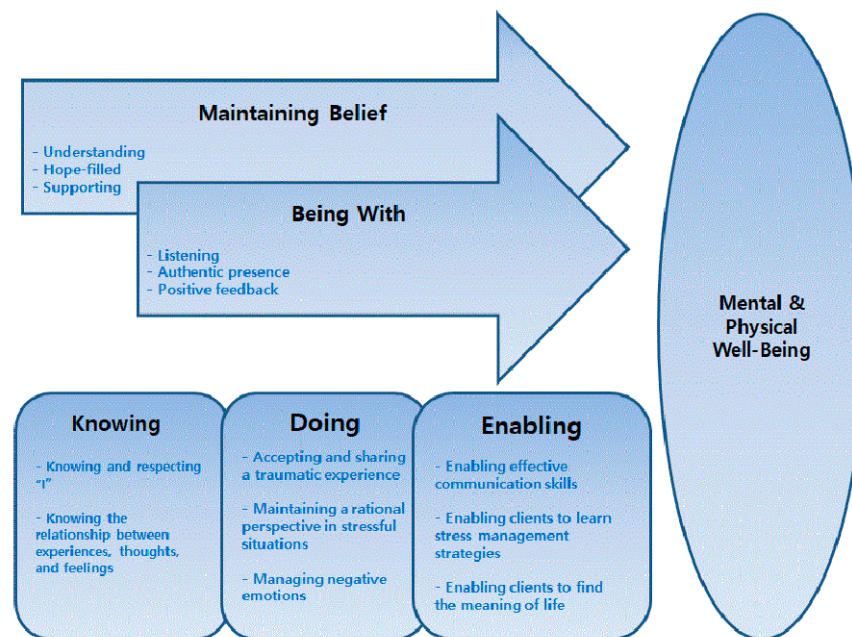 Maintaining Belief
- Understanding
- Hope-filled
- Supporting
Being With
- Listening
- Authentic presence
- Positive feedback
Mental &
Physical
Well-Being
Knowing
- Knowing and respecting
"I"
- Knowing the
relationship between
experiences, thoughts,
and feelings
Doing
- Accepting and sharing
a traumatic experience
- Maintaining a rational
perspective in stressful
situations
- Managing negative
emotions
Enabling
- Enabling effective
communication skills
- Enabling clients to learn
stress management
strategies
- Enabling clients to find
the meaning of life